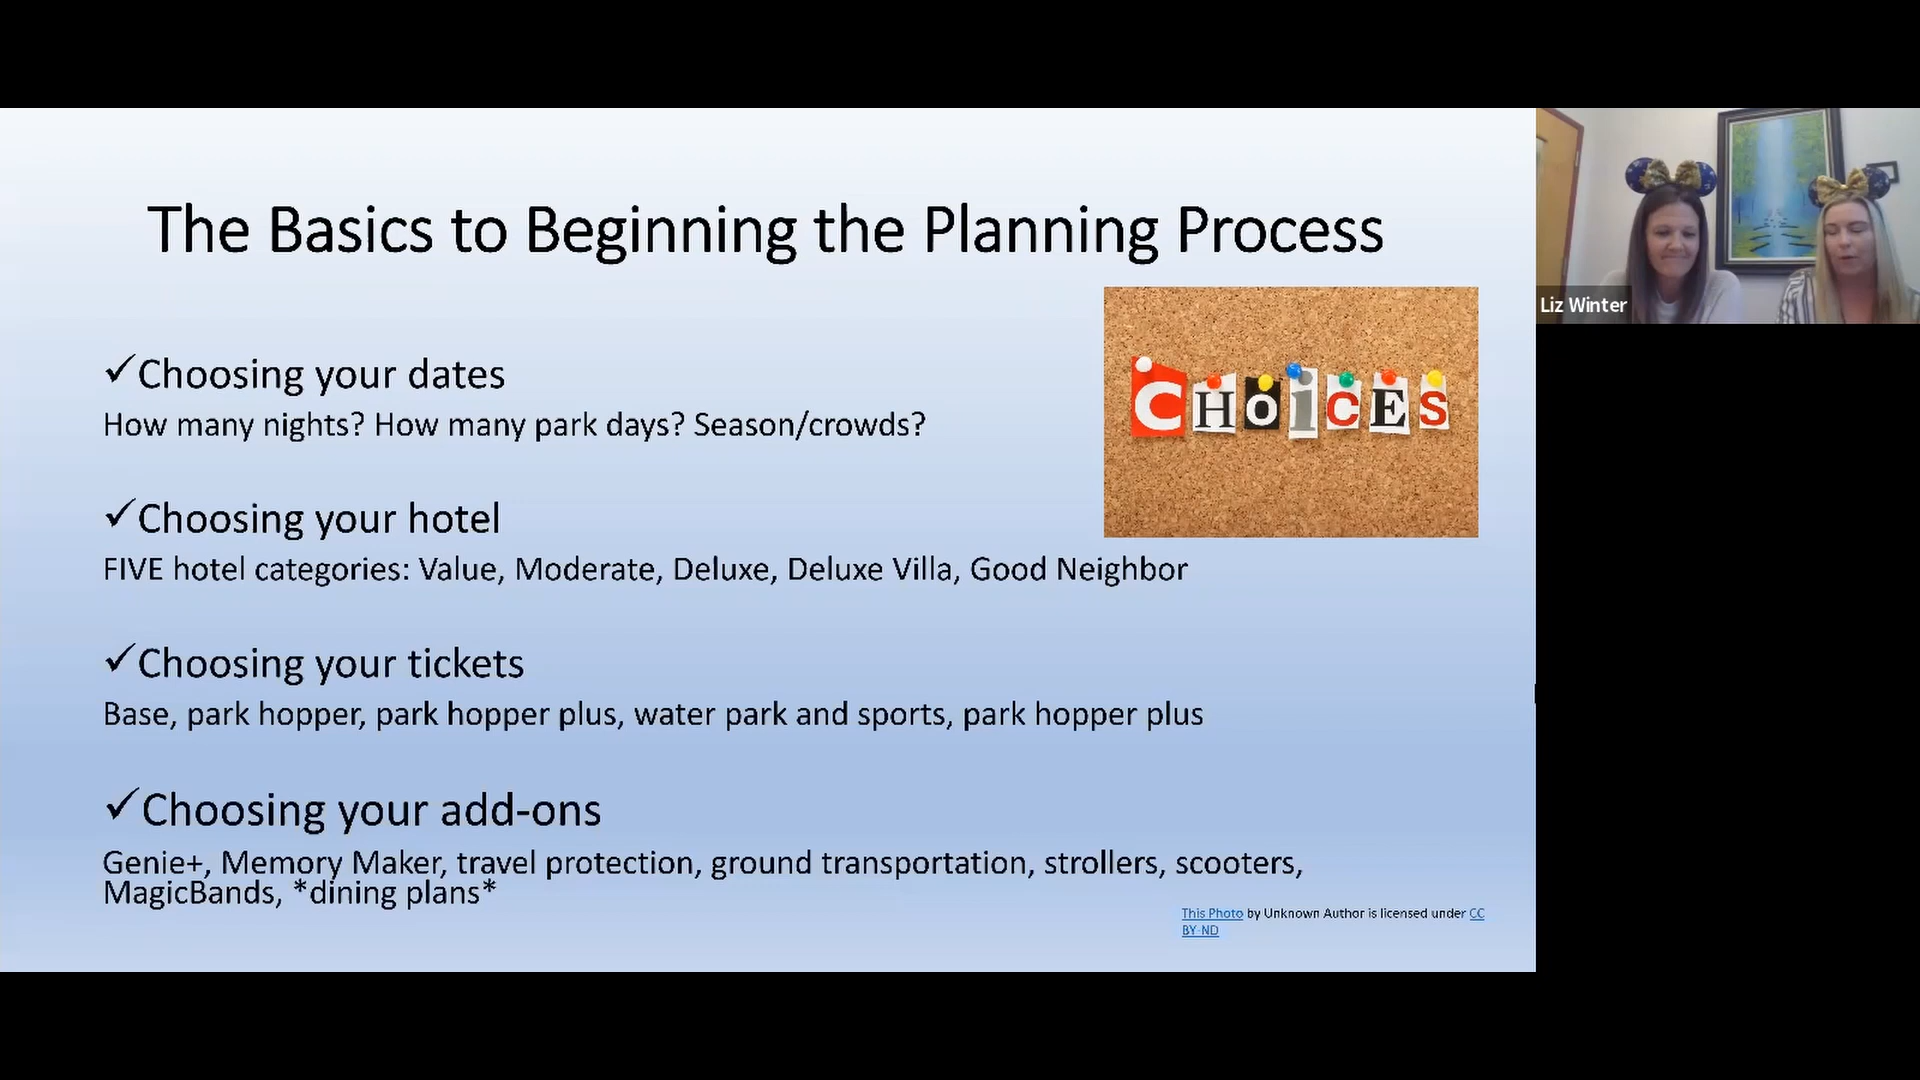 The Basics to Beginning the Planning Process
CHOiCES
✓Choosing your dates
How many nights? How many park days? Season/crowds?
✓Choosing your hotel
FIVE hotel categories: Value, Moderate, Deluxe, Deluxe Villa, Good Neighbor
✓Choosing your tickets
Base, park hopper, park hopper plus, water park and sports, park hopper plus
✓Choosing your add-ons
Genie+, Memory Maker, travel protection, ground transportation, strollers, scooters,
MagicBands, *dining plans*
This Photo by Unknown Author is licensed under CC
BY-ND
Liz Winter